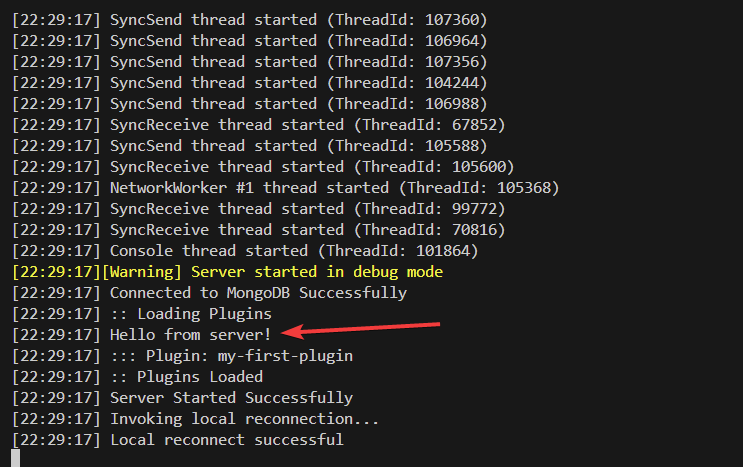 [22:29:17] SyncSend thread started (ThreadId: 107360)
[22:29:17] SyncSend thread started (ThreadId: 106964)
[22:29:17] SyncSend thread started (ThreadId: 107356)
[22:29:17] SyncSend thread started (ThreadId: 104244)
[22:29:17] SyncSend thread started (ThreadId: 106988)
[22:29:17] SyncReceive thread started (ThreadId: 67852)
[22:29:17] SyncSend thread started (ThreadId: 105588)
[22:29:17] SyncReceive thread started (ThreadId: 105600)
[22:29:17] NetworkWorker #1 thread started (ThreadId: 105368)
[22:29:17] SyncReceive thread started (ThreadId: 99772)
[22:29:17] SyncReceive thread started (ThreadId: 70816)
[22:29:17] Console thread started (ThreadId: 101864)
[22:29:17][Warning] Server started in debug mode
[22:29:17] Connected to MongoDB Successfully
[22:29:17] :: Loading Plugins
[22:29:17] Hello from server!
[22:29:17] ::: Plugin: my-first-plugin
[22:29:17] :: Plugins Loaded
[22:29:17] Server Started Successfully
[22:29:17] Invoking local reconnection...
[22:29:17] Local reconnect successful